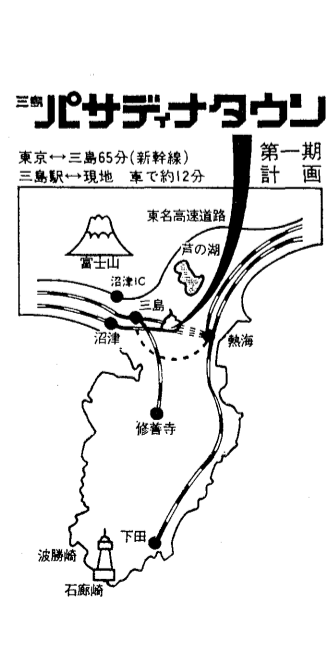 三島 パサディナタウン
東京↔三島65分(新幹線)
三島駅↔現地 車で約12分
第一期
計画
東名高速道路
芦の湖
富士山
沼津IC
三島
沼津
熱海
修善寺
下田
波勝崎
石廊崎